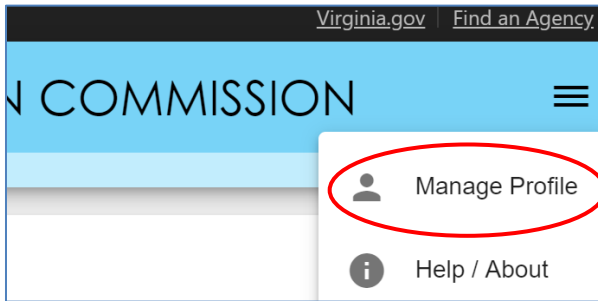 Virginia.gov | Find an Agency
N COMMISSION
Manage Profile
Help / About